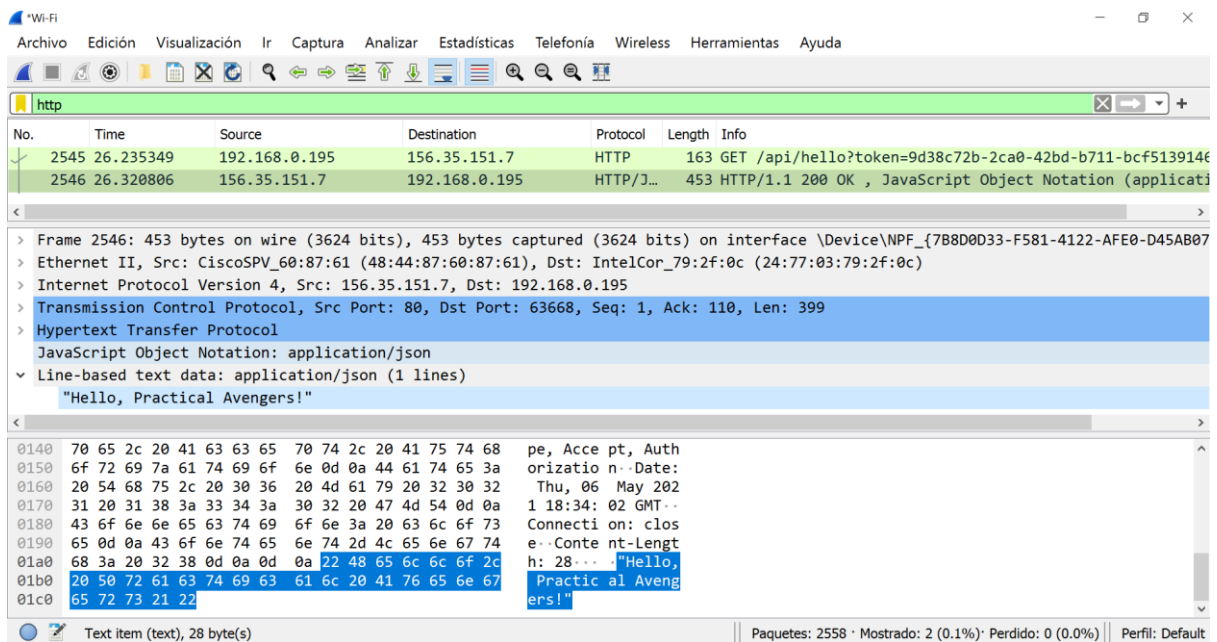 *Wi-Fi
Archivo Edición Visualización Ir Captura Analizar Estadísticas Telefonía Wireless Herramientas Ayuda
http
No. Time Source Destination Protocol Length Info
2545 26.235349 192.168.0.195 156.35.151.7 HTTP 163 GET /api/hello?token=9d38c72b-2ca0-42bd-b711-bcf5139146
2546 26.320806 156.35.151.7 192.168.0.195 HTTP/J… 453 HTTP/1.1 200 OK , JavaScript Object Notation (applicati
> Frame 2546: 453 bytes on wire (3624 bits), 453 bytes captured (3624 bits) on interface \Device\NPF_{7B8D0D33-F581-4122-AFE0-D45AB07
> Ethernet II, Src: CiscoSPV_60:87:61 (48:44:87:60:87:61), Dst: IntelCor_79:2f:0c (24:77:03:79:2f:0c)
> Internet Protocol Version 4, Src: 156.35.151.7, Dst: 192.168.0.195
> Transmission Control Protocol, Src Port: 80, Dst Port: 63668, Seq: 1, Ack: 110, Len: 399
> Hypertext Transfer Protocol
JavaScript Object Notation: application/json
Line-based text data: application/json (1 lines)
"Hello, Practical Avengers!"
0140 70 65 2c 20 41 63 63 65 70 74 2c 20 41 75 74 68 pe, Acce pt, Auth
0150 6f 72 69 7a 61 74 69 6f 6e 0d 0a 44 61 74 65 3a orizatio n··Date:
0160 20 54 68 75 2c 20 30 36 20 4d 61 79 20 32 30 32 Thu, 06 May 202
0170 31 20 31 38 3a 33 34 3a 30 32 20 47 4d 54 0d 0a 1 18:34: 02 GMT··
0180 43 6f 6e 6e 65 63 74 69 6f 6e 3a 20 63 6c 6f 73 Connecti on: clos
0190 65 0d 0a 43 6f 6e 74 65 6e 74 2d 4c 65 6e 67 74 e··Conte nt-Lengt
01a0 68 3a 20 32 38 0d 0a 0d 0a 22 48 65 6c 6c 6f 2c h: 28··· ·"Hello,
01b0 20 50 72 61 63 74 69 63 61 6c 20 41 76 65 6e 67 Practic al Aveng
01c0 65 72 73 21 22 ers!"
Text item (text), 28 byte(s) Paquetes: 2558 · Mostrado: 2 (0.1%)· Perdido: 0 (0.0%) Perfil: Default